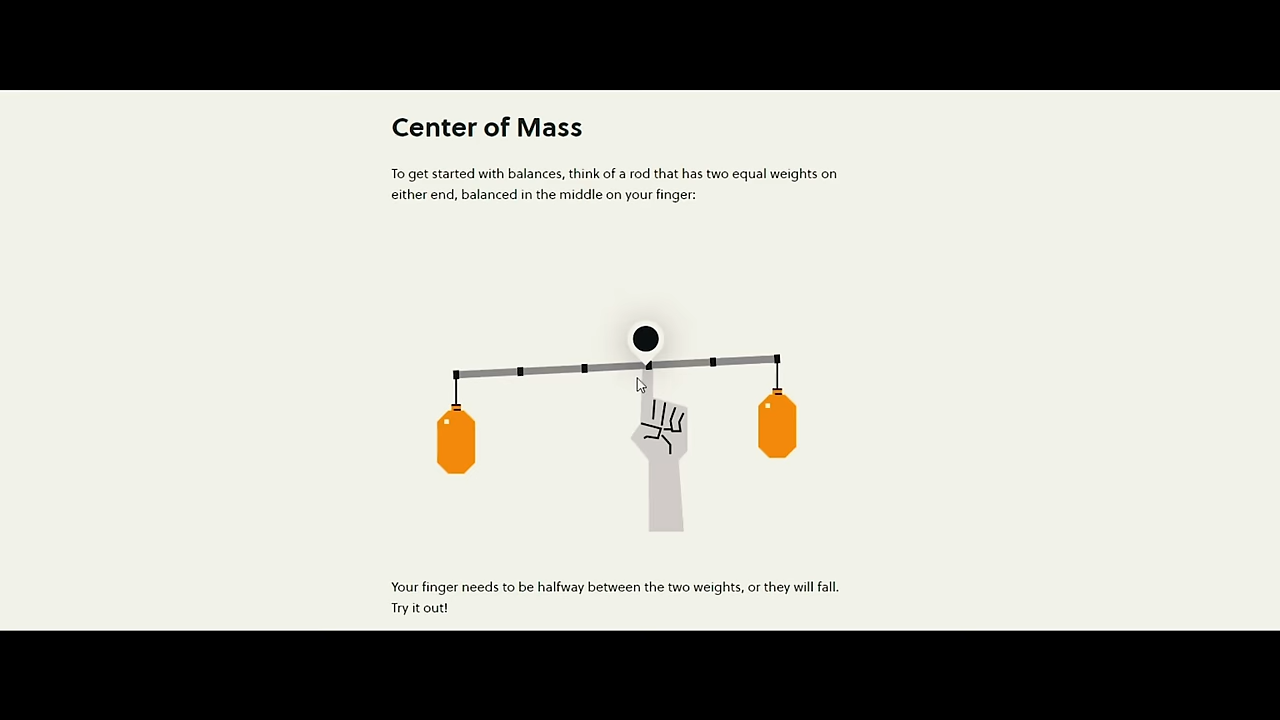 Center of Mass
To get started with balances, think of a rod that has two equal weights on
either end, balanced in the middle on your finger:
Your finger needs to be halfway between the two weights, or they will fall.
Try it out!